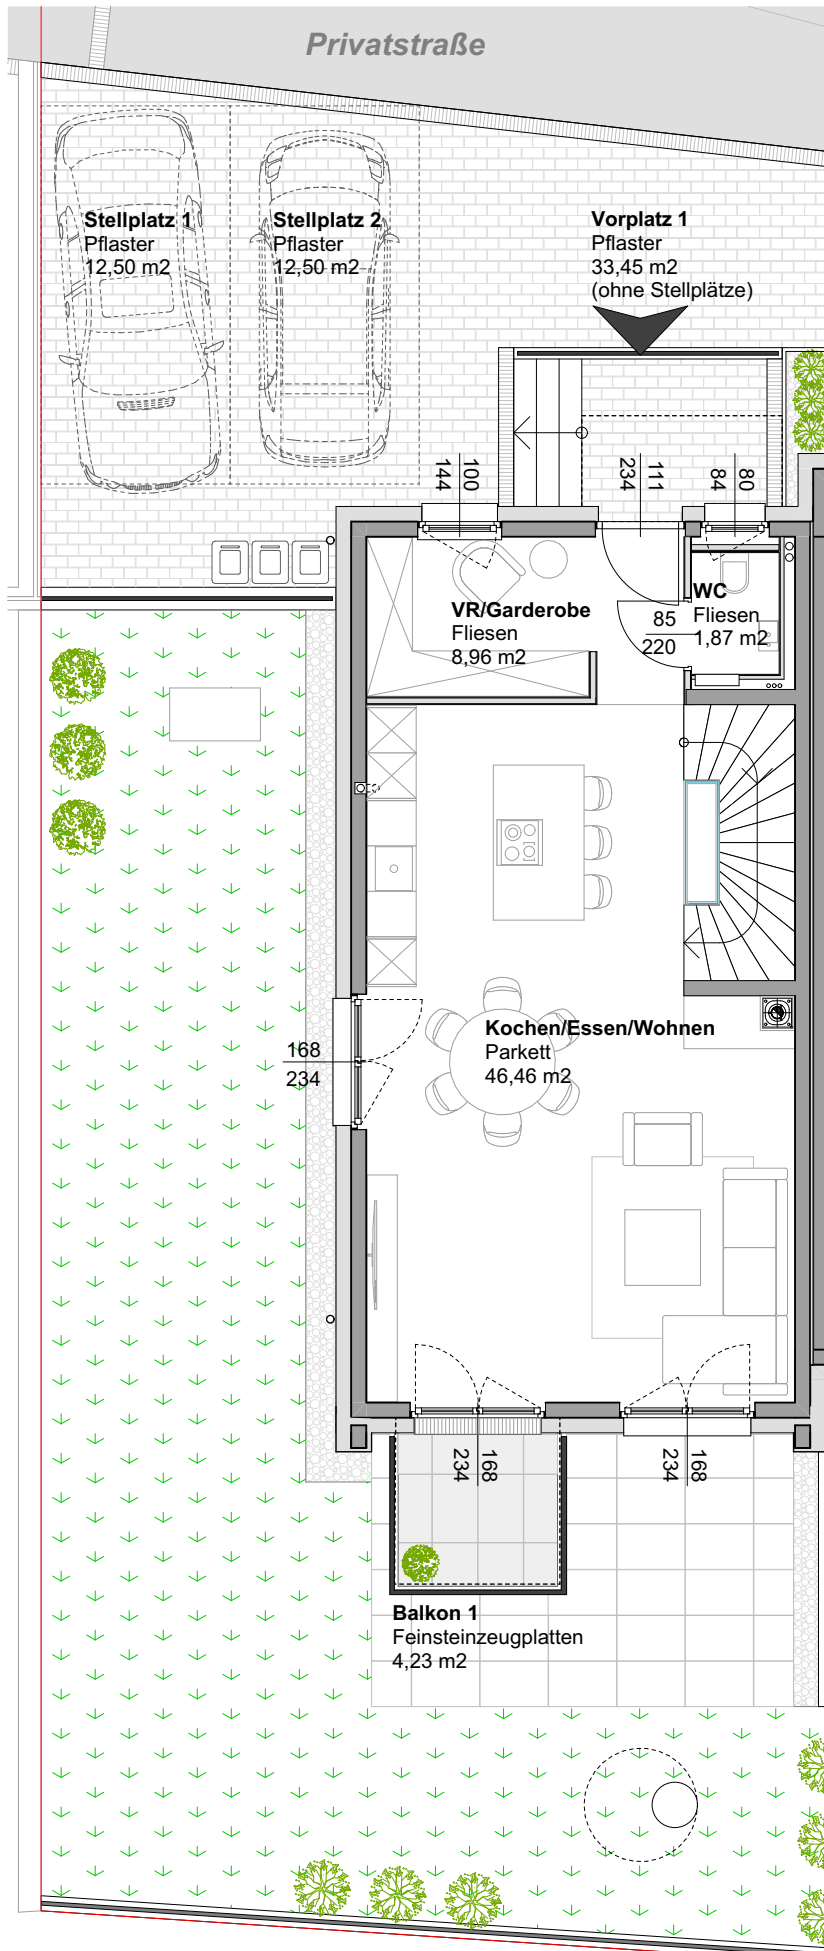 Privatstraße
Stellplatz 1
Pflaster
12,50 m2
Stellplatz 2
Pflaster
12,50 m2
Vorplatz 1
Pflaster
33,45 m2
(ohne Stellplätze)
100
144
111
234
80
84
VR/Garderobe
Fliesen
8,96 m2
85
220
WC
Fliesen
1,87 m2
Kochen/Essen/Wohnen
Parkett
46,46 m2
168
234
168
234
168
234
Balkon 1
Feinsteinzeugplatten
4,23 m2